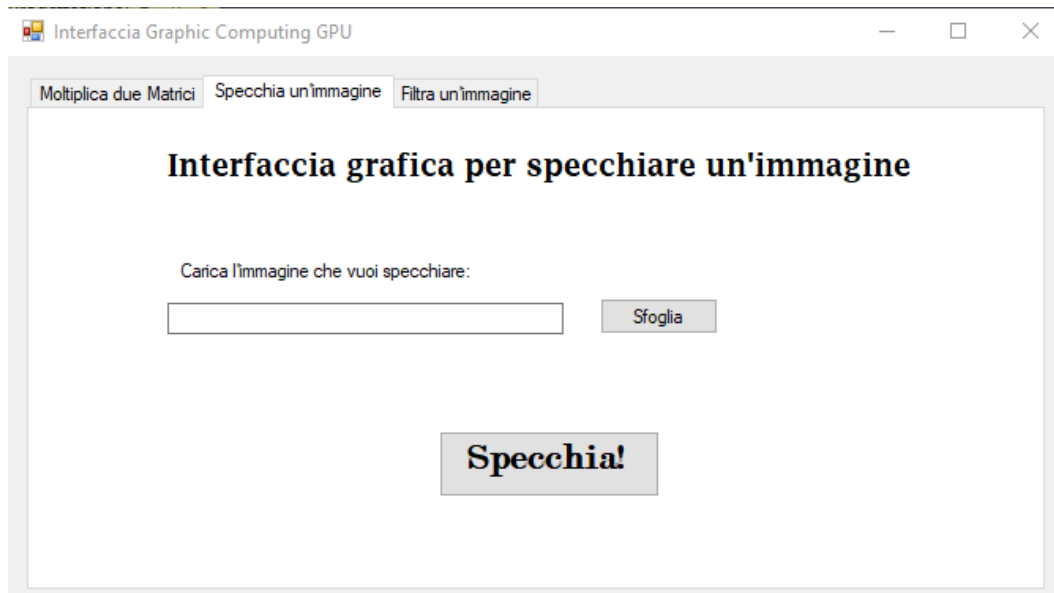 Interfaccia Graphic Computing GPU
Moltiplica due Matrici Specchia un'immagine Filtra un'immagine
Interfaccia grafica per specchiare un'immagine
Carica l'immagine che vuoi specchiare:
Sfoglia
Specchia!